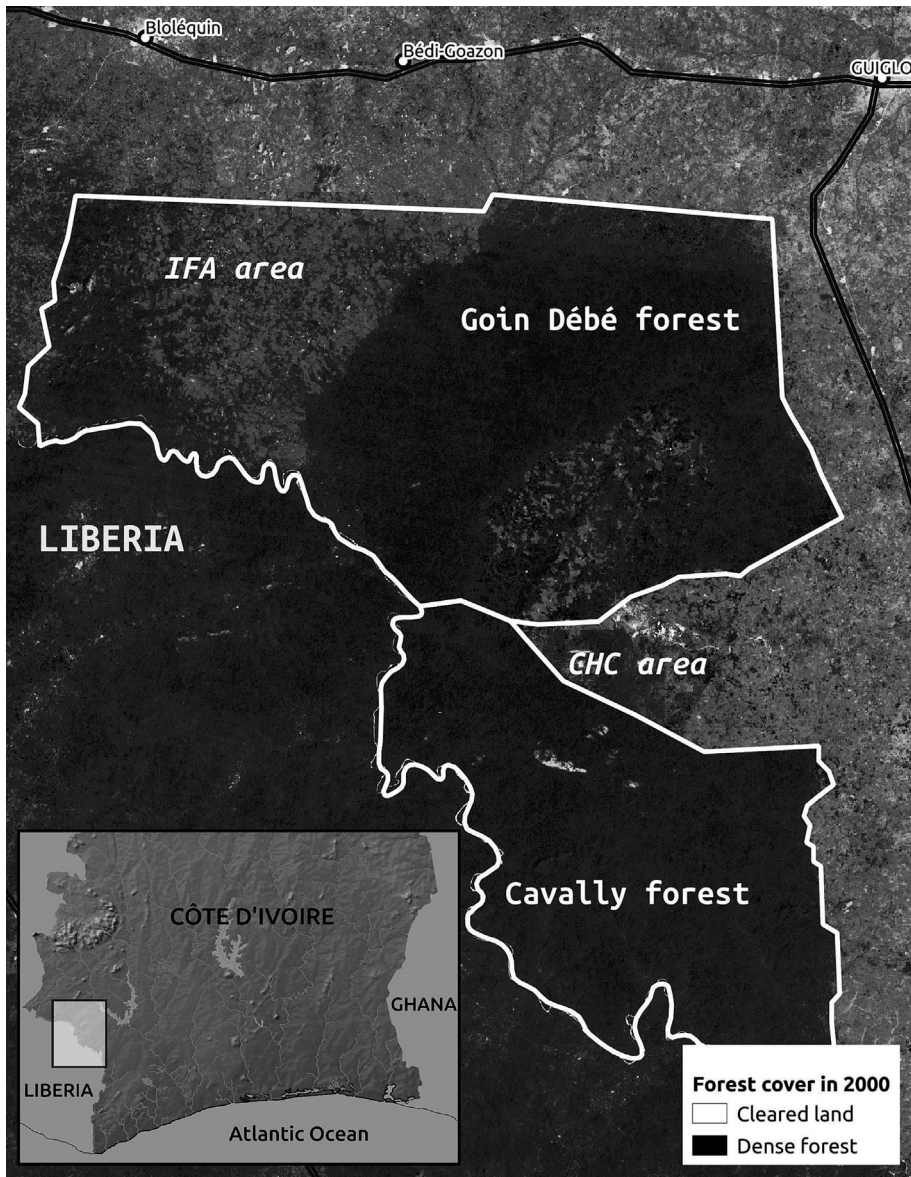 Bloléquin
Bédi-Goazon
GUIGLO
IFA area
Goin Débé forest
LIBERIA
CHC area
Cavally forest
CÔTE D'IVOIRE
GHANA
LIBERIA
Atlantic Ocean
Forest cover in 2000
Cleared land
Dense forest